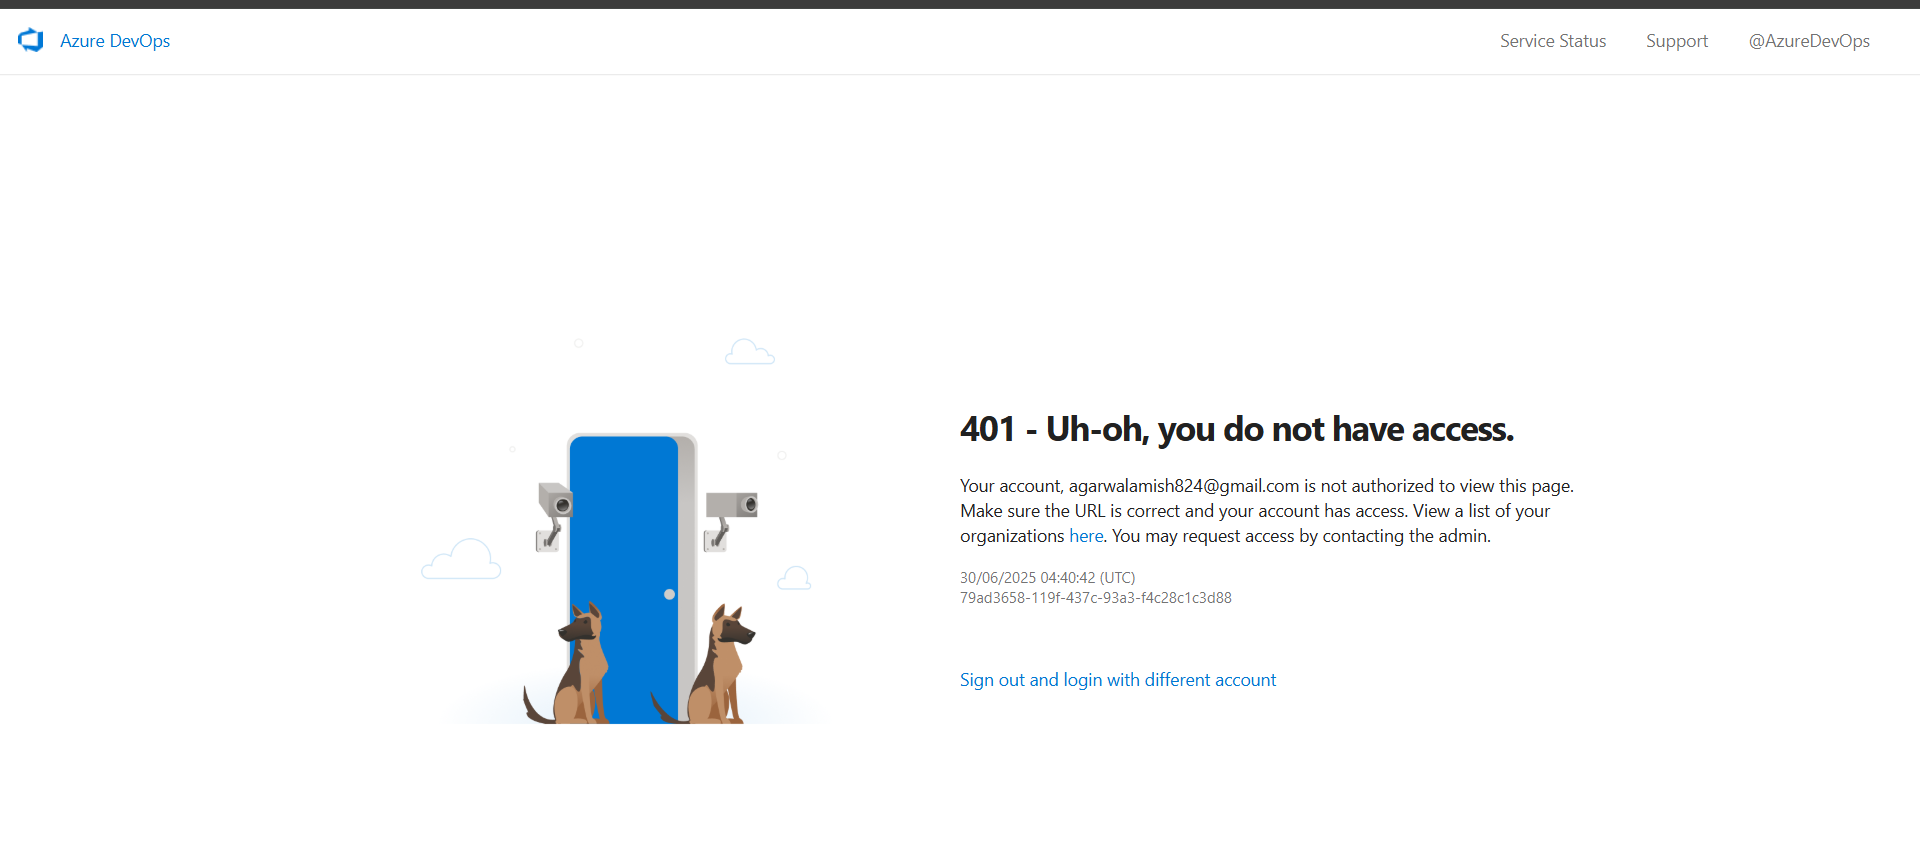 Azure DevOps
Service Status
Support
@AzureDevOps
401 - Uh-oh, you do not have access.
Your account, agarwalamish824@gmail.com is not authorized to view this page.
Make sure the URL is correct and your account has access. View a list of your
organizations here. You may request access by contacting the admin.
30/06/2025 04:40:42 (UTC)
79ad3658-119f-437c-93a3-f4c28c1c3d88
Sign out and login with different account